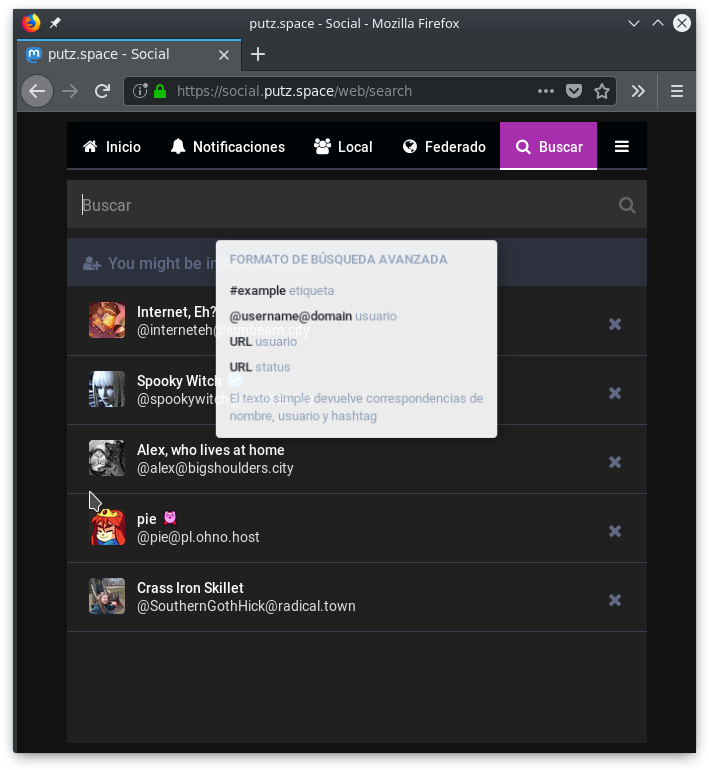 putz.space - Social - Mozilla Firefox
putz.space - Social
https://social.putz.space/web/search
Inicio
Notificaciones
Local
Federado
Buscar
Buscar
You might be in
FORMATO DE BÚSQUEDA AVANZADA
#example etiqueta
@username@domain usuario
URL usuario
URL status
El texto simple devuelve correspondencias de
nombre, usuario y hashtag
Internet, Eh?
@interneteh@sunbeam.city
Spooky Witch
@spookywitch
Alex, who lives at home
@alex@bigshoulders.city
pie
@pie@pl.ohno.host
Crass Iron Skillet
@SouthernGothHick@radical.town